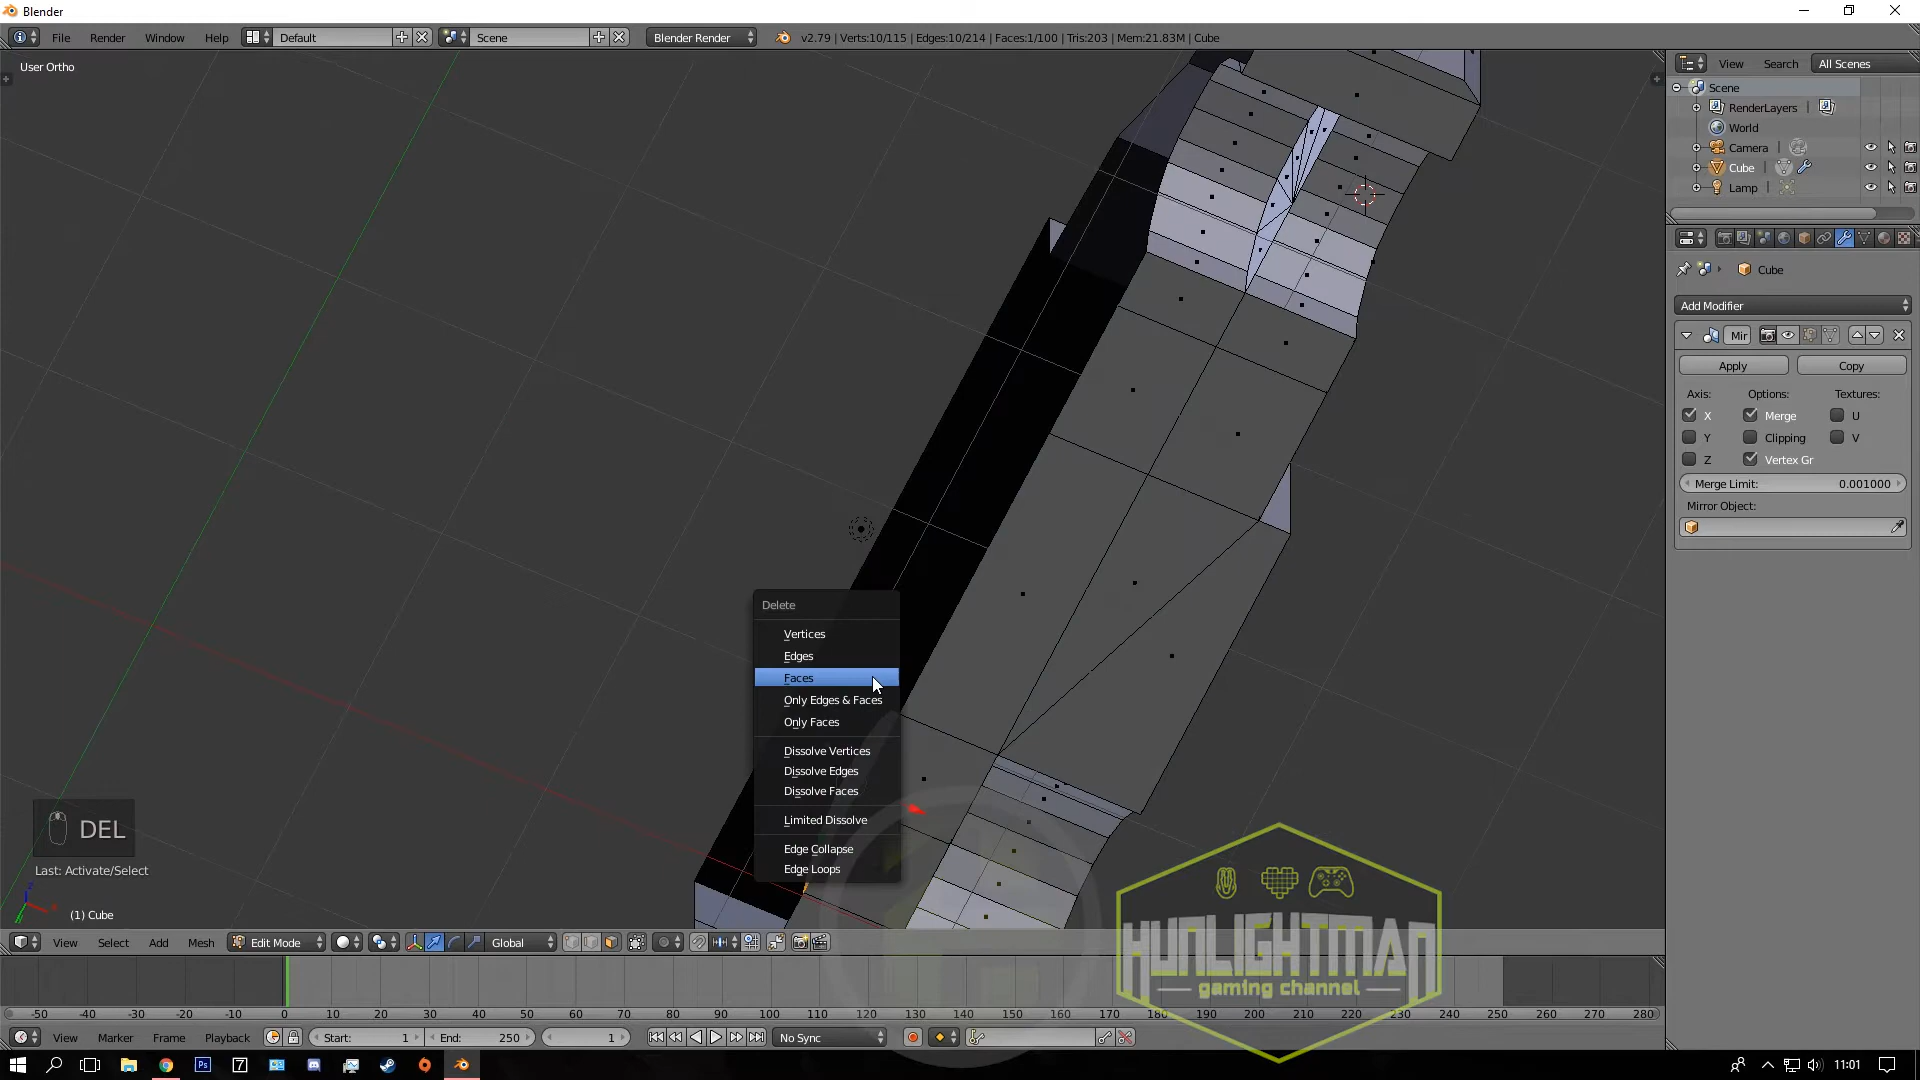 Blender
File Render Window Help Default Scene Blender Render v2.79 | Verts:10/115 | Edges:10/214 | Faces:1/100 | Tris:203 | Mem:21.83M | Cube
User Ortho
View Search All Scenes
Scene
RenderLayers
World
Camera
Cube
Lamp
Cube
Add Modifier
Mir
Apply Copy
Axis: Options: Textures:
X Merge U
Y Clipping V
Z Vertex Gr
Merge Limit: 0.001000
Mirror Object:
Delete
Vertices
Edges
Faces
Only Edges & Faces
Only Faces
Dissolve Vertices
Dissolve Edges
Dissolve Faces
Limited Dissolve
Edge Collapse
Edge Loops
DEL
Last: Activate/Select
(1) Cube
View Select Add Mesh Edit Mode Global
HUNLIGHTMAN
gaming channel
-50 -40 -30 -20 -10 0 10 20 30 40 50 60 70 80 90 100 110 120 130 140 150 160 170 180 190 200 210 220 230 240 250 260 270 280
View Marker Frame Playback Start: 1 End: 250 1 No Sync
Ps 7 11:01